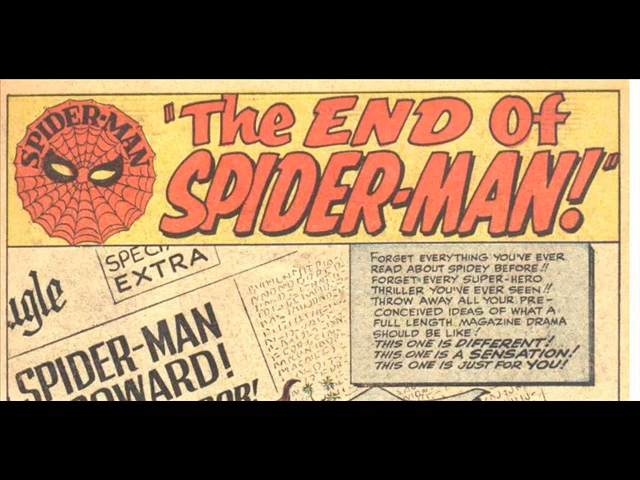 SPIDER-MAN
"The END Of
SPIDER-MAN!"
SPECIAL
EXTRA
FORGET EVERYTHING YOU'VE EVER
READ ABOUT SPIDEY BEFORE!!
FORGET EVERY SUPER-HERO
THRILLER YOU'VE EVER SEEN!!
THROW AWAY ALL YOUR PRE-
CONCEIVED IDEAS OF WHAT A
FULL LENGTH MAGAZINE DRAMA
SHOULD BE LIKE!
THIS ONE IS DIFFERENT!
THIS ONE IS A SENSATION!
THIS ONE IS JUST FOR YOU!
ugle
SPIDER-MAN
OWARD!
OR!